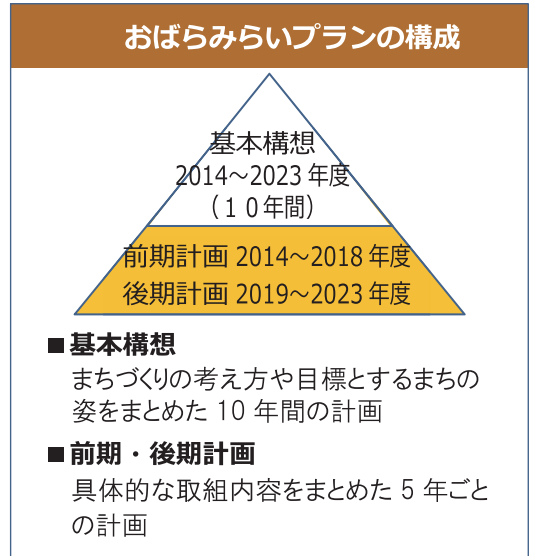 おばらみらいプランの構成
基本構想
2014～2023 年度
（１０年間）
前期計画 2014～2018 年度
後期計画 2019～2023 年度
■基本構想
まちづくりの考え方や目標とするまちの
姿をまとめた 10 年間の計画
■前期・後期計画
具体的な取組内容をまとめた 5 年ごと
の計画